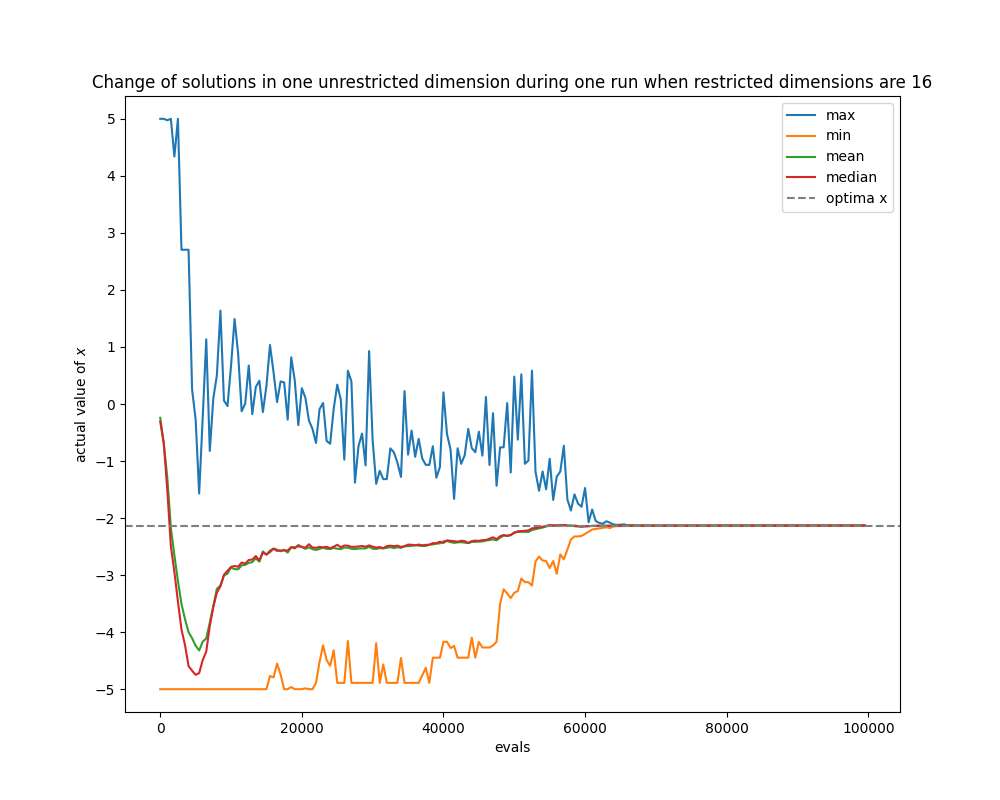 Change of solutions in one unrestricted dimension during one run when restricted dimensions are 16
max
min
mean
median
optima x
5
4
3
2
1
0
−1
−2
−3
−4
−5
actual value of x
0 20000 40000 60000 80000 100000
evals